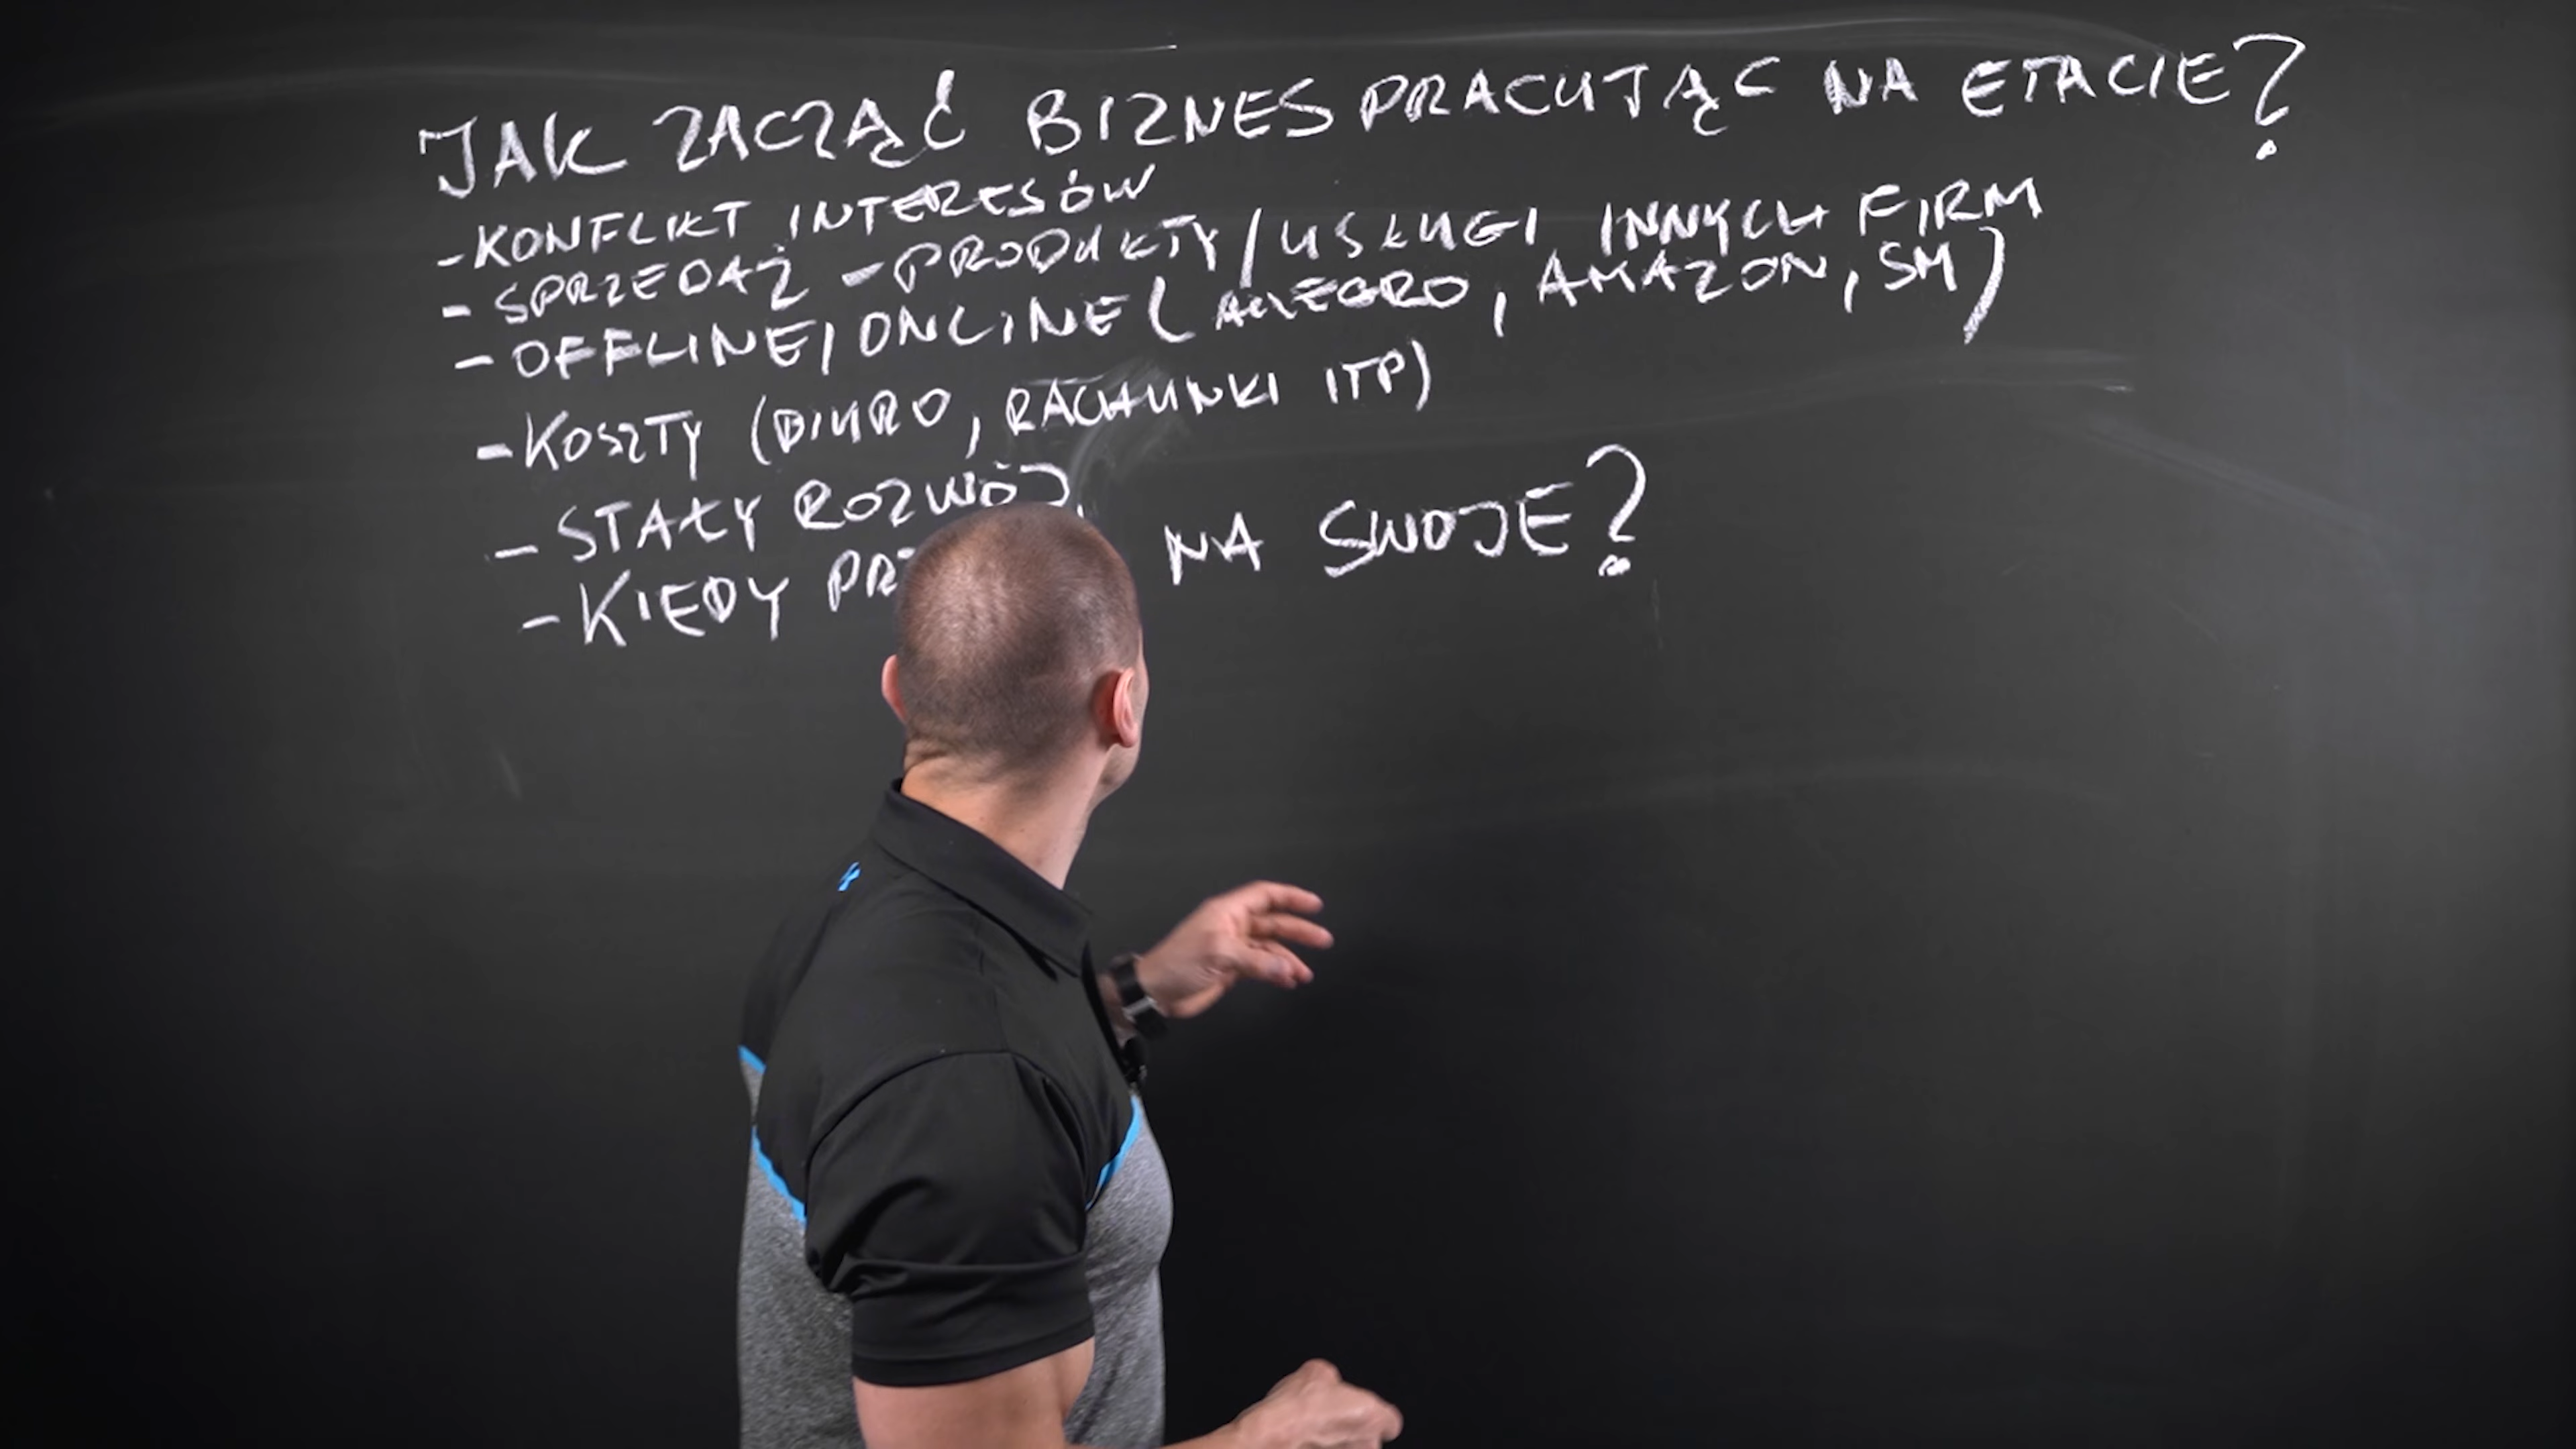 JAK ZACZĄĆ BIZNES PRACUJĄC NA ETACIE?
- KONFLIKT INTERESÓW
- SPRZEDAŻ - PRODUKTY/USŁUGI INNYCH FIRM
- OFFLINE/ONLINE (ALLEGRO, AMAZON, SM)
- KOSZTY (BIURO, RACHUNKI ITP)
- STAŁY ROZWÓJ
- KIEDY NA SWOJE?